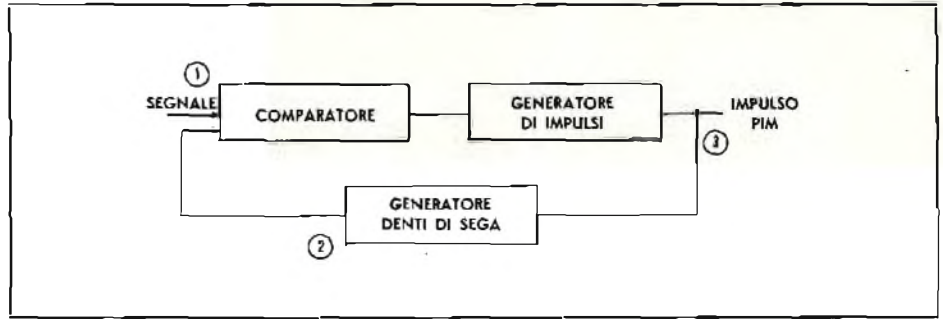 ①
SEGNALE
COMPARATORE
GENERATORE
DI IMPULSI
IMPULSO
PIM
③
GENERATORE
DENTI DI SEGA
②